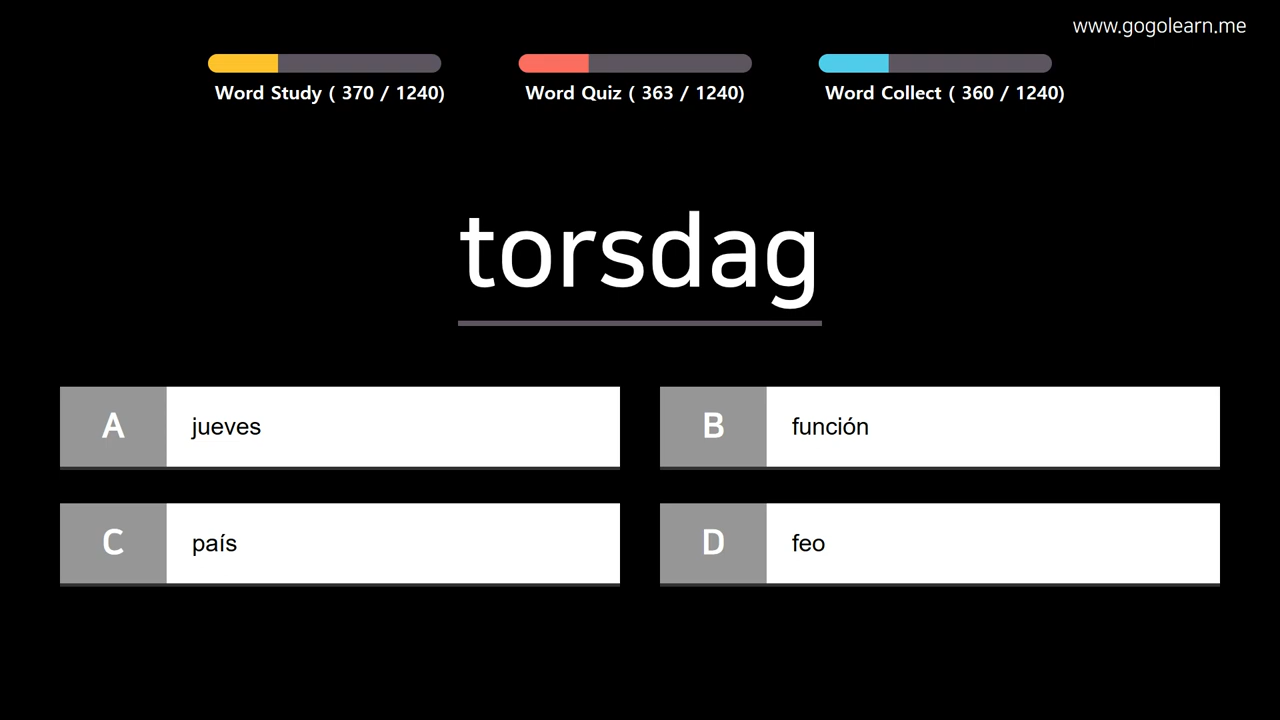 www.gogolearn.me
Word Study ( 370 / 1240)
Word Quiz ( 363 / 1240)
Word Collect ( 360 / 1240)
torsdag
A
jueves
B
función
C
país
D
feo